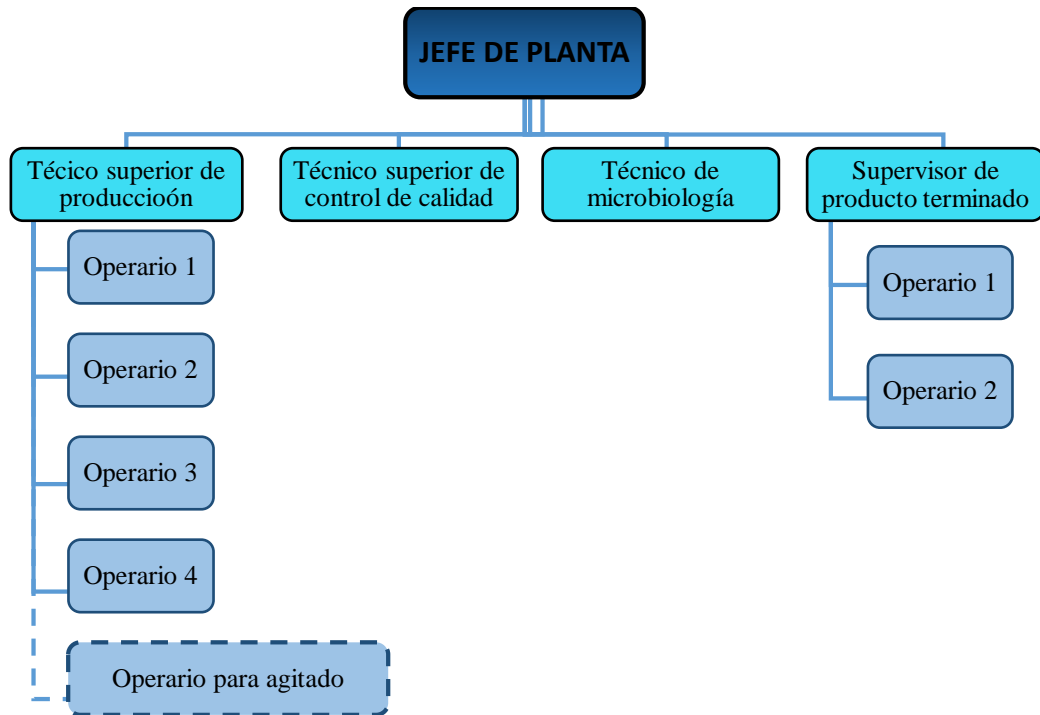 JEFE DE PLANTA
Técico superior de
produccioón
Técnico superior de
control de calidad
Técnico de
microbiología
Supervisor de
producto terminado
Operario 1
Operario 2
Operario 3
Operario 4
Operario para agitado
Operario 1
Operario 2